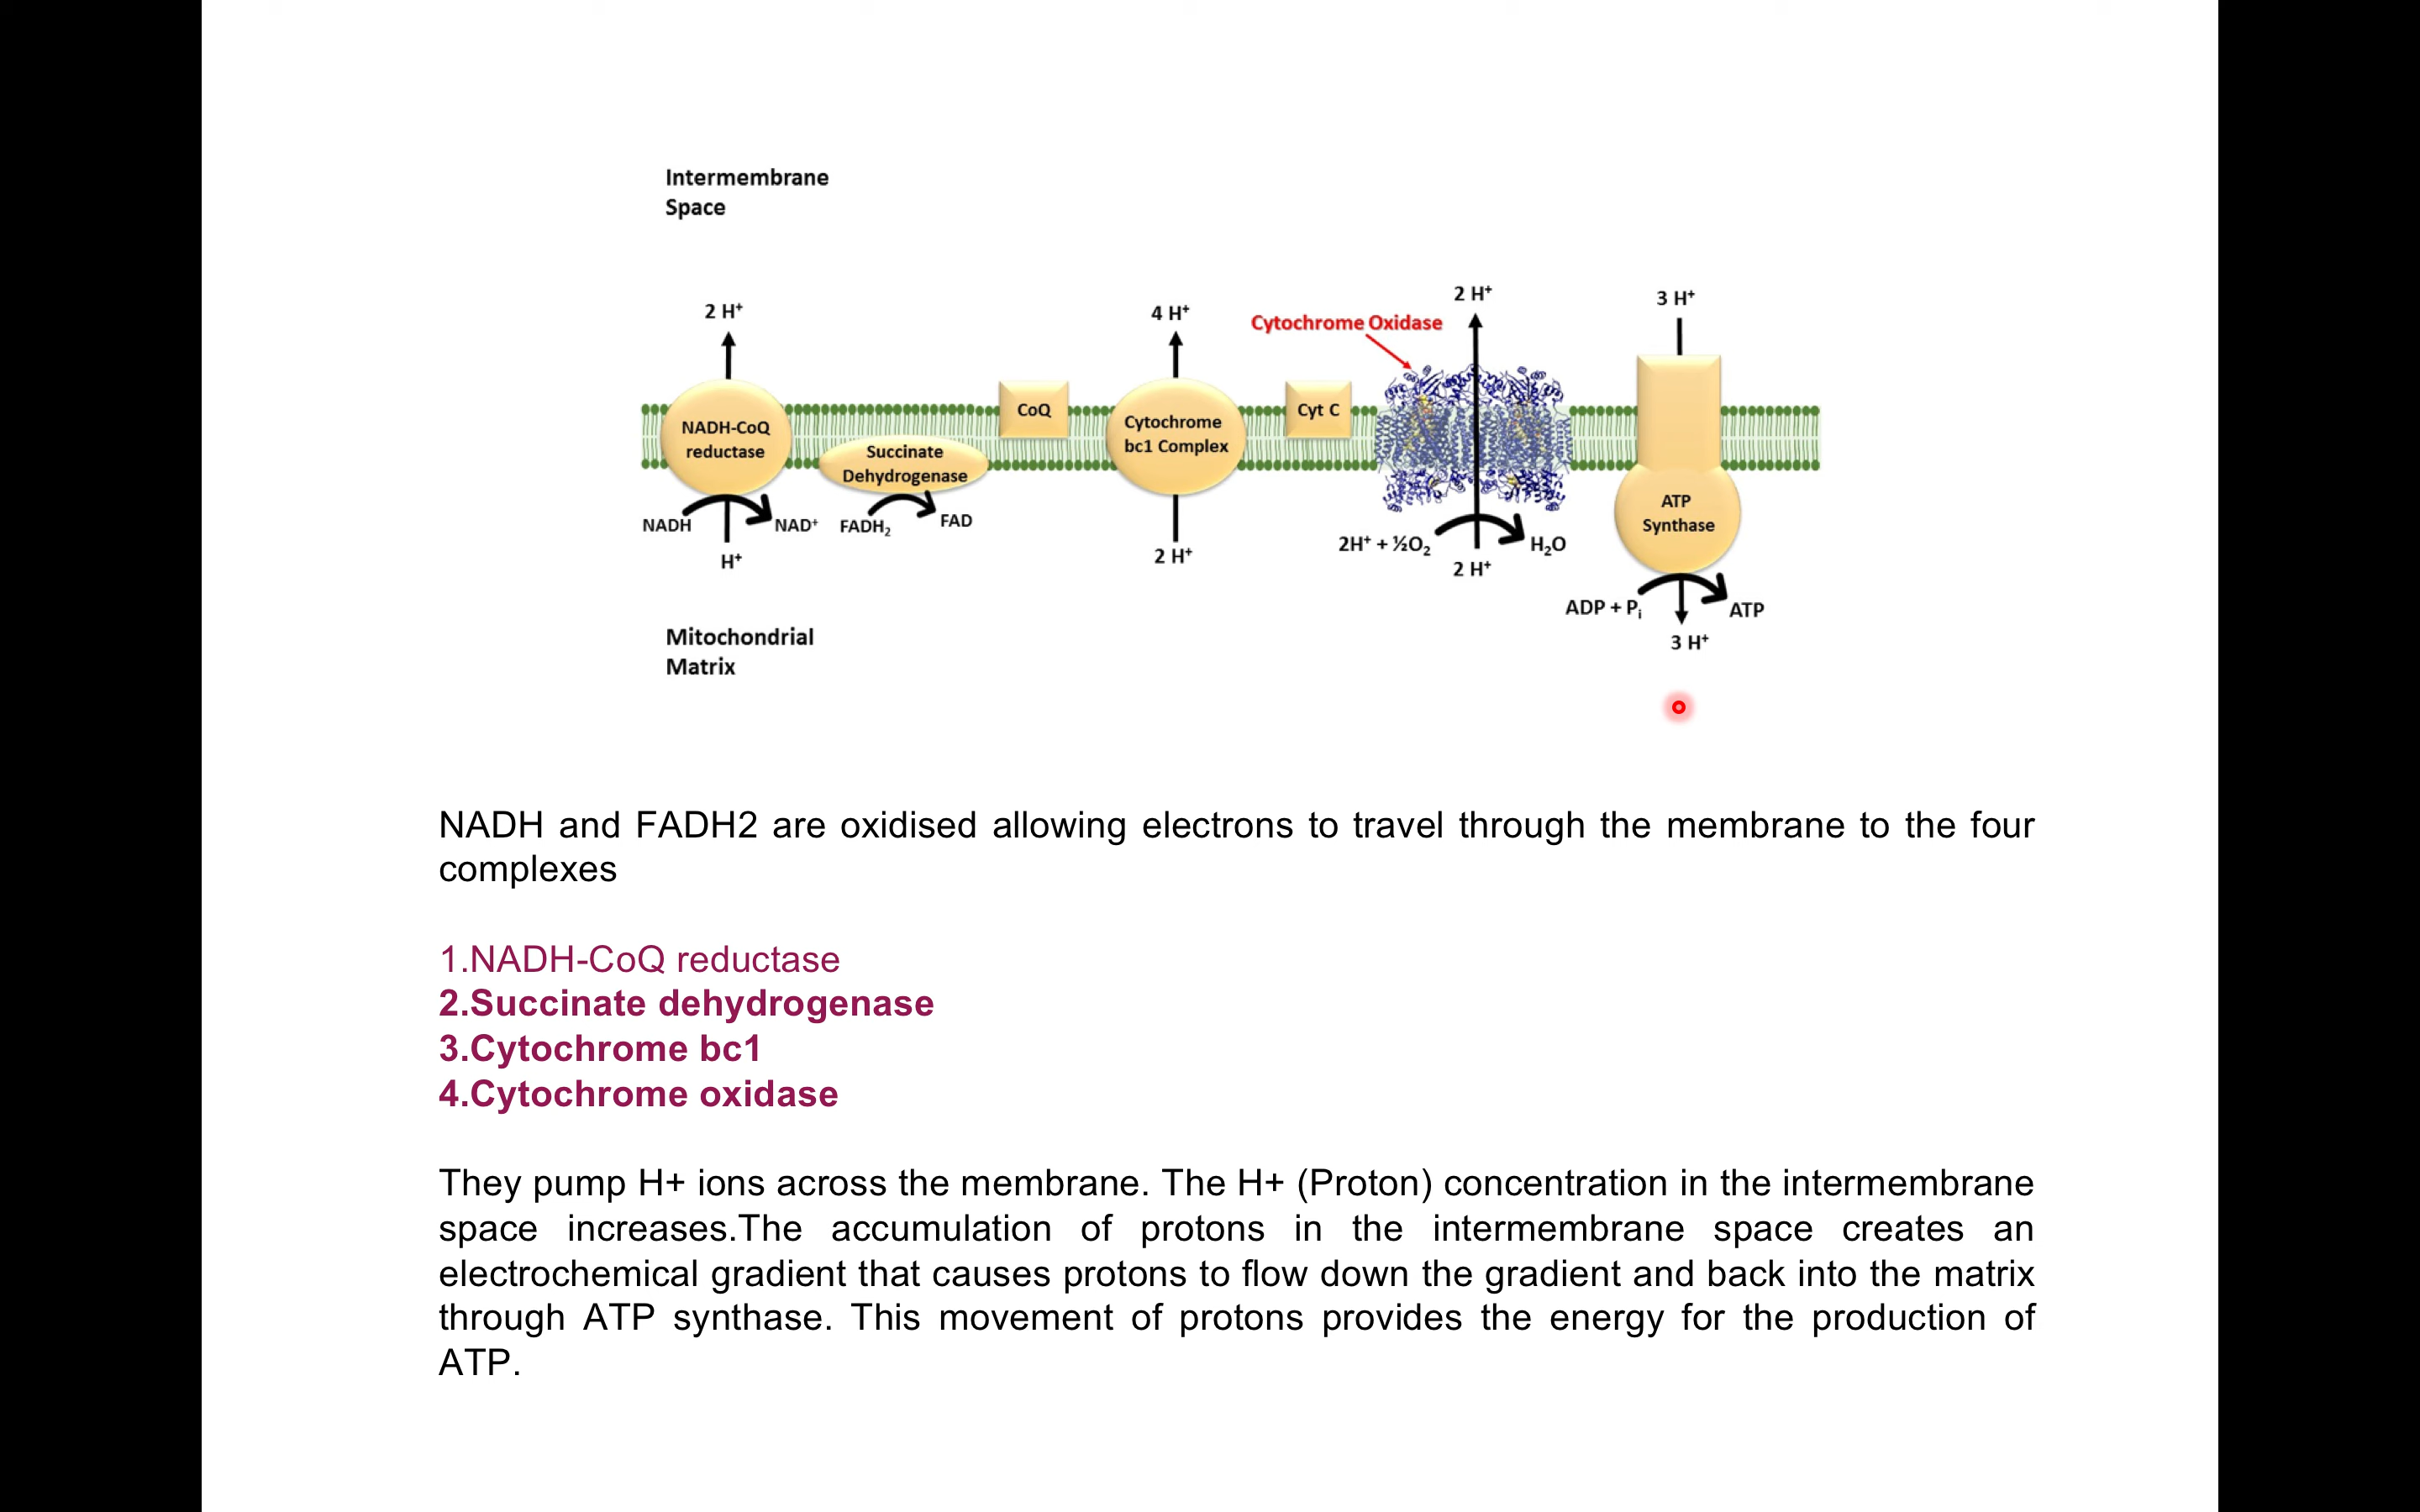 Intermembrane
Space
2 H⁺
4 H⁺
Cytochrome Oxidase
2 H⁺
3 H⁺
NADH-CoQ
reductase
Succinate
Dehydrogenase
CoQ
Cytochrome
bc1 Complex
Cyt C
ATP
Synthase
NADH
NAD⁺
H⁺
FADH₂
FAD
2 H⁺
2H⁺ + ½O₂
H₂O
2 H⁺
ADP + Pᵢ
ATP
3 H⁺
Mitochondrial
Matrix
NADH and FADH2 are oxidised allowing electrons to travel through the membrane to the four
complexes
1.NADH-CoQ reductase
2.Succinate dehydrogenase
3.Cytochrome bc1
4.Cytochrome oxidase
They pump H+ ions across the membrane. The H+ (Proton) concentration in the intermembrane
space increases.The accumulation of protons in the intermembrane space creates an
electrochemical gradient that causes protons to flow down the gradient and back into the matrix
through ATP synthase. This movement of protons provides the energy for the production of
ATP.